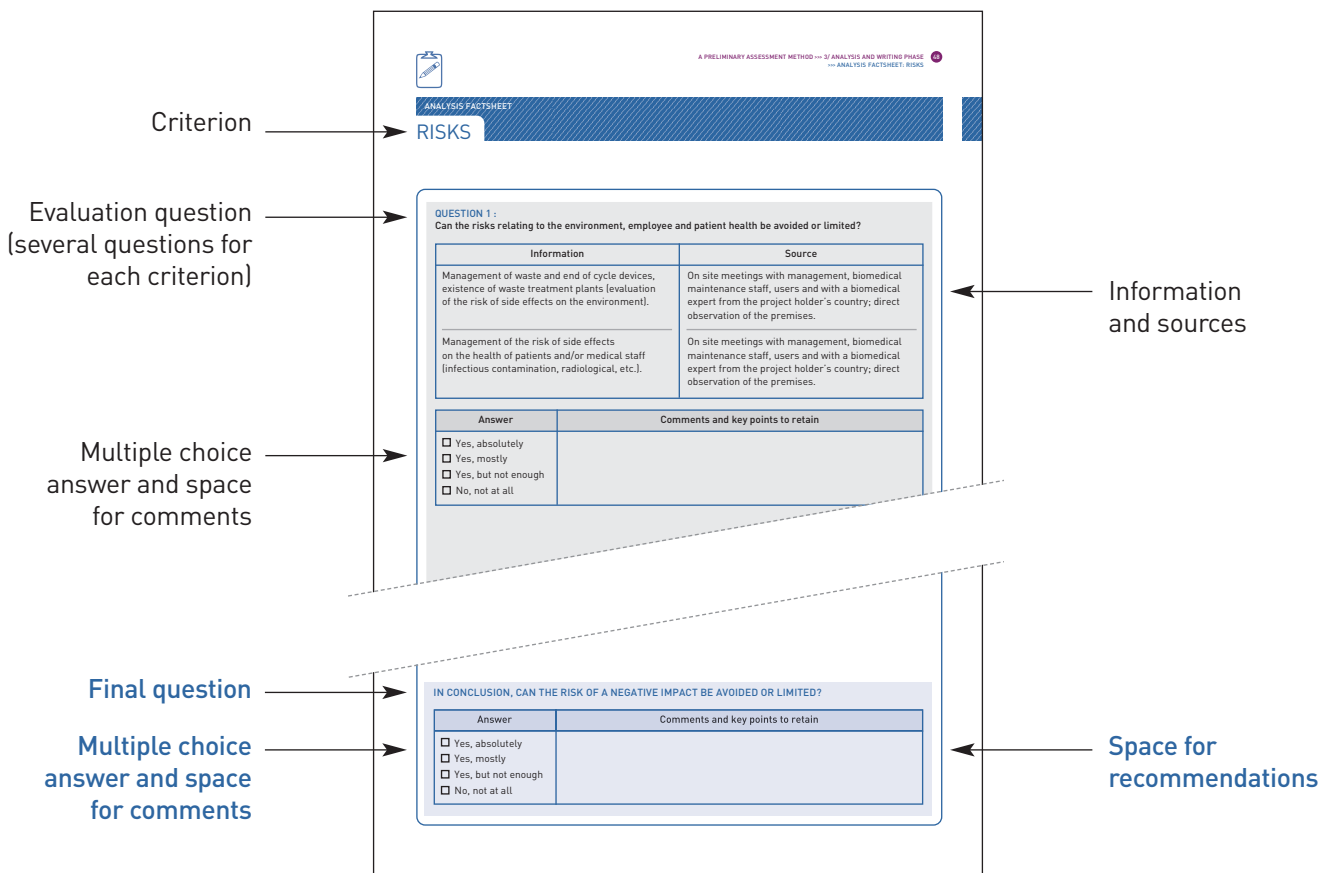 A PRELIMINARY ASSESSMENT METHOD ››› 3/ ANALYSIS AND WRITING PHASE 48
››› ANALYSIS FACTSHEET: RISKS
ANALYSIS FACTSHEET
Criterion
RISKS
Evaluation question
(several questions for
each criterion)
QUESTION 1 :
Can the risks relating to the environment, employee and patient health be avoided or limited?
Information
Source
Management of waste and end of cycle devices,
existence of waste treatment plants (evaluation
of the risk of side effects on the environment).
On site meetings with management, biomedical
maintenance staff, users and with a biomedical
expert from the project holder's country; direct
observation of the premises.
Information
and sources
Management of the risk of side effects
on the health of patients and/or medical staff
(infectious contamination, radiological, etc.).
On site meetings with management, biomedical
maintenance staff, users and with a biomedical
expert from the project holder's country; direct
observation of the premises.
Multiple choice
answer and space
for comments
Answer
Comments and key points to retain
Yes, absolutely
Yes, mostly
Yes, but not enough
No, not at all
Final question
IN CONCLUSION, CAN THE RISK OF A NEGATIVE IMPACT BE AVOIDED OR LIMITED?
Multiple choice
answer and space
for comments
Answer
Comments and key points to retain
Yes, absolutely
Yes, mostly
Yes, but not enough
No, not at all
Space for
recommendations